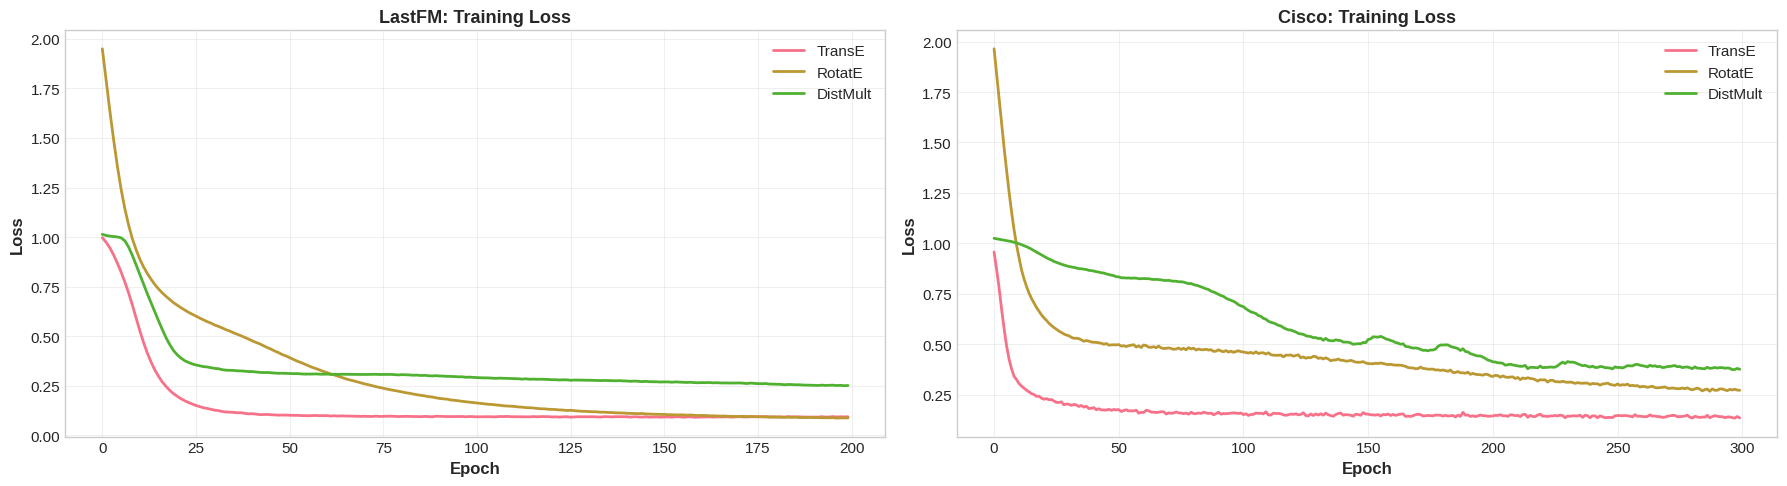 LastFM: Training Loss
2.00
1.75
1.50
1.25
1.00
0.75
0.50
0.25
0.00
Loss
TransE
RotatE
DistMult
0 25 50 75 100 125 150 175 200
Epoch
Cisco: Training Loss
2.00
1.75
1.50
1.25
1.00
0.75
0.50
0.25
Loss
TransE
RotatE
DistMult
0 50 100 150 200 250 300
Epoch